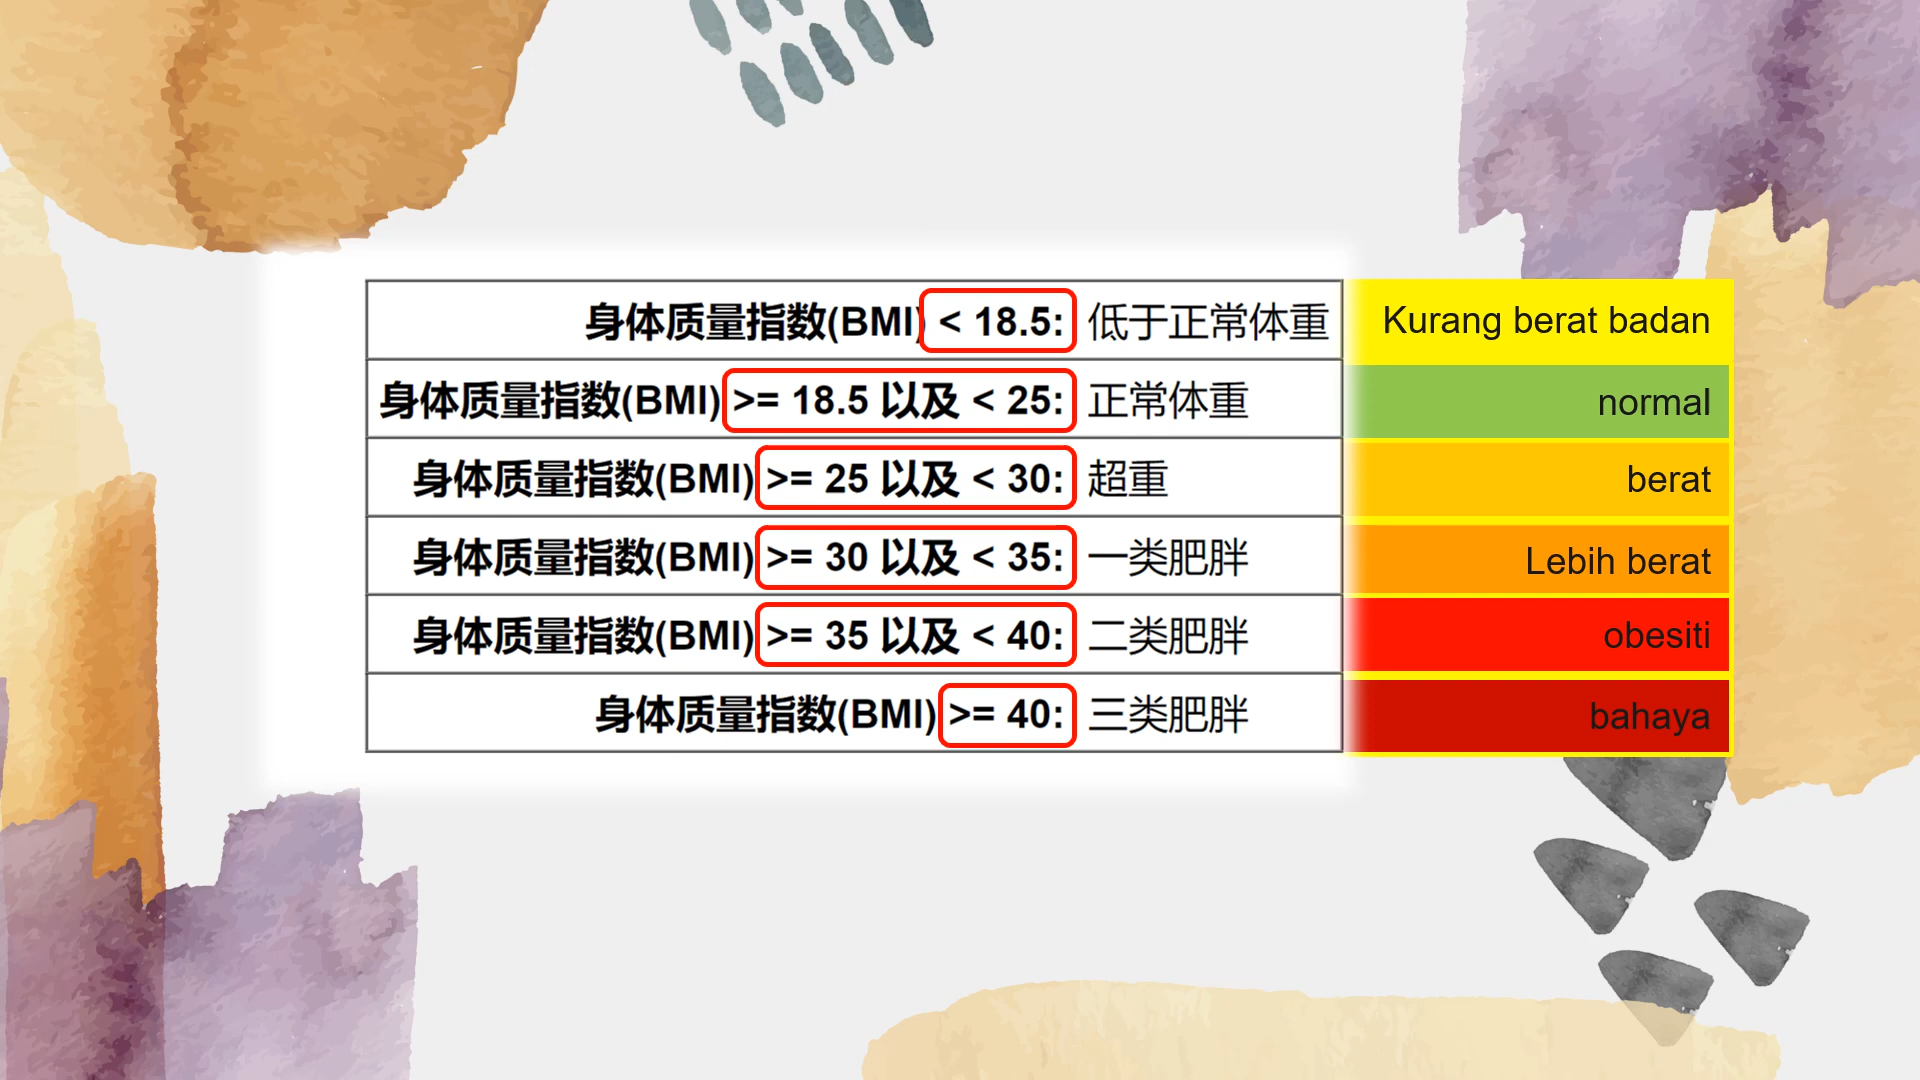 身体质量指数(BMI) < 18.5: 低于正常体重 Kurang berat badan
身体质量指数(BMI) >= 18.5 以及 < 25: 正常体重 normal
身体质量指数(BMI) >= 25 以及 < 30: 超重 berat
身体质量指数(BMI) >= 30 以及 < 35: 一类肥胖 Lebih berat
身体质量指数(BMI) >= 35 以及 < 40: 二类肥胖 obesiti
身体质量指数(BMI) >= 40: 三类肥胖 bahaya